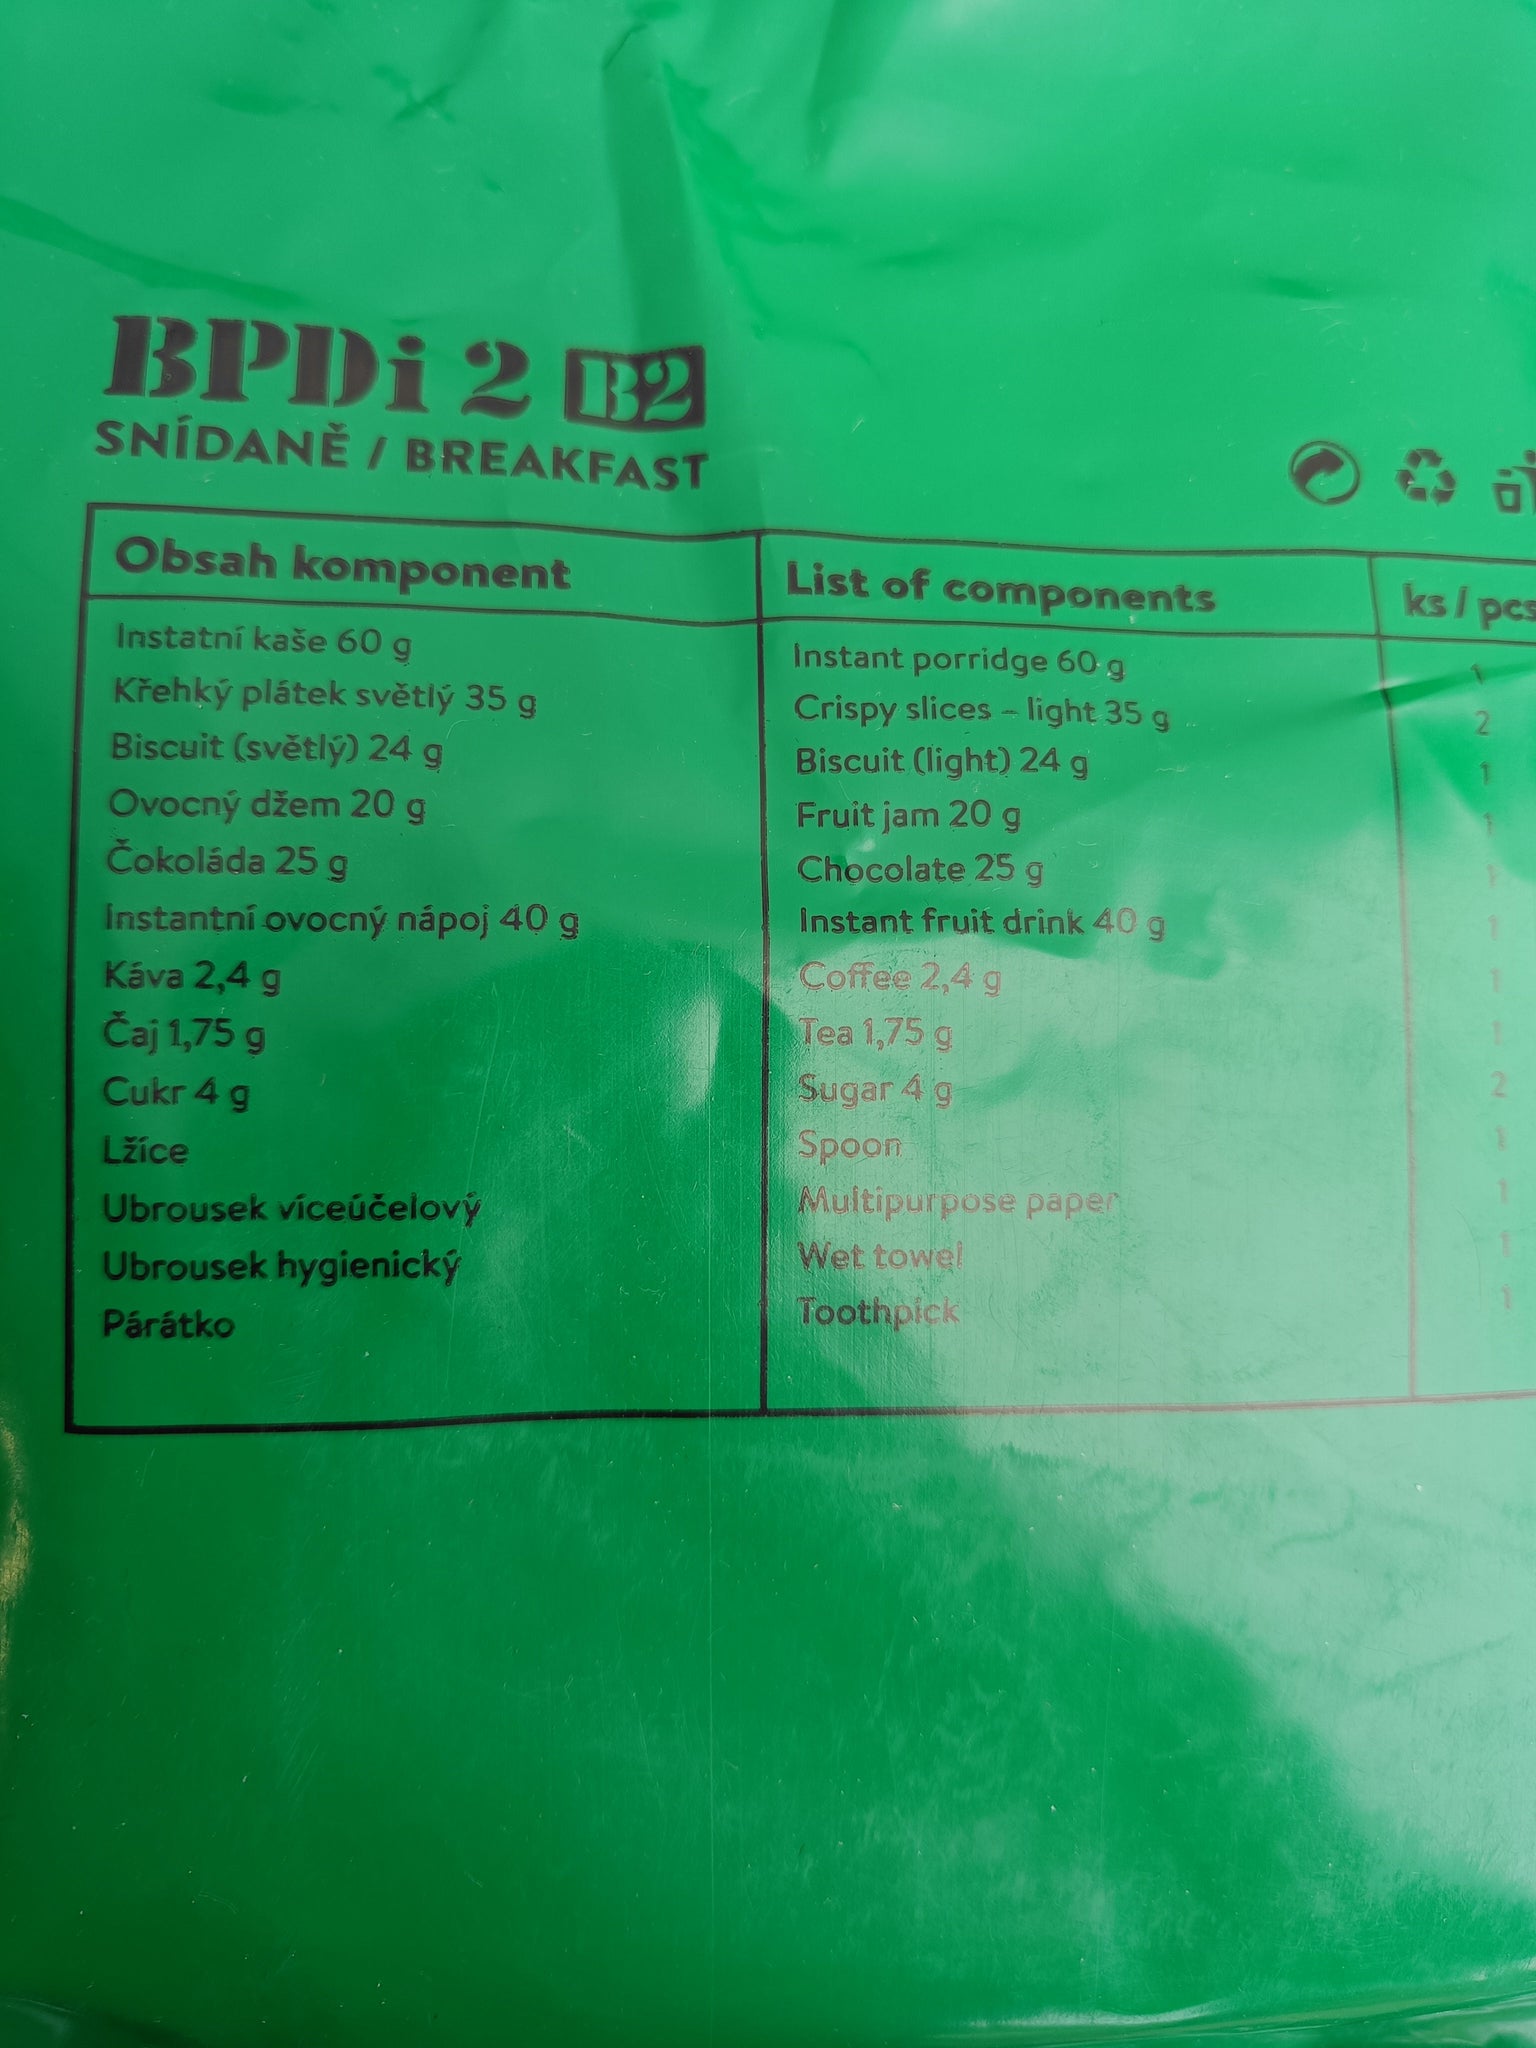 BPDi 2 B2
SNÍDANĚ / BREAKFAST
Obsah komponent List of components ks / pcs
Instatní kaše 60 g Instant porridge 60 g 1
Křehký plátek světlý 35 g Crispy slices – light 35 g 2
Biscuit (světlý) 24 g Biscuit (light) 24 g 1
Ovocný džem 20 g Fruit jam 20 g 1
Čokoláda 25 g Chocolate 25 g 1
Instantní ovocný nápoj 40 g Instant fruit drink 40 g 1
Káva 2,4 g Coffee 2,4 g 1
Čaj 1,75 g Tea 1,75 g 1
Cukr 4 g Sugar 4 g 2
Lžíce Spoon 1
Ubrousek víceúčelový Multipurpose paper 1
Ubrousek hygienický Wet towel 1
Párátko Toothpick 1